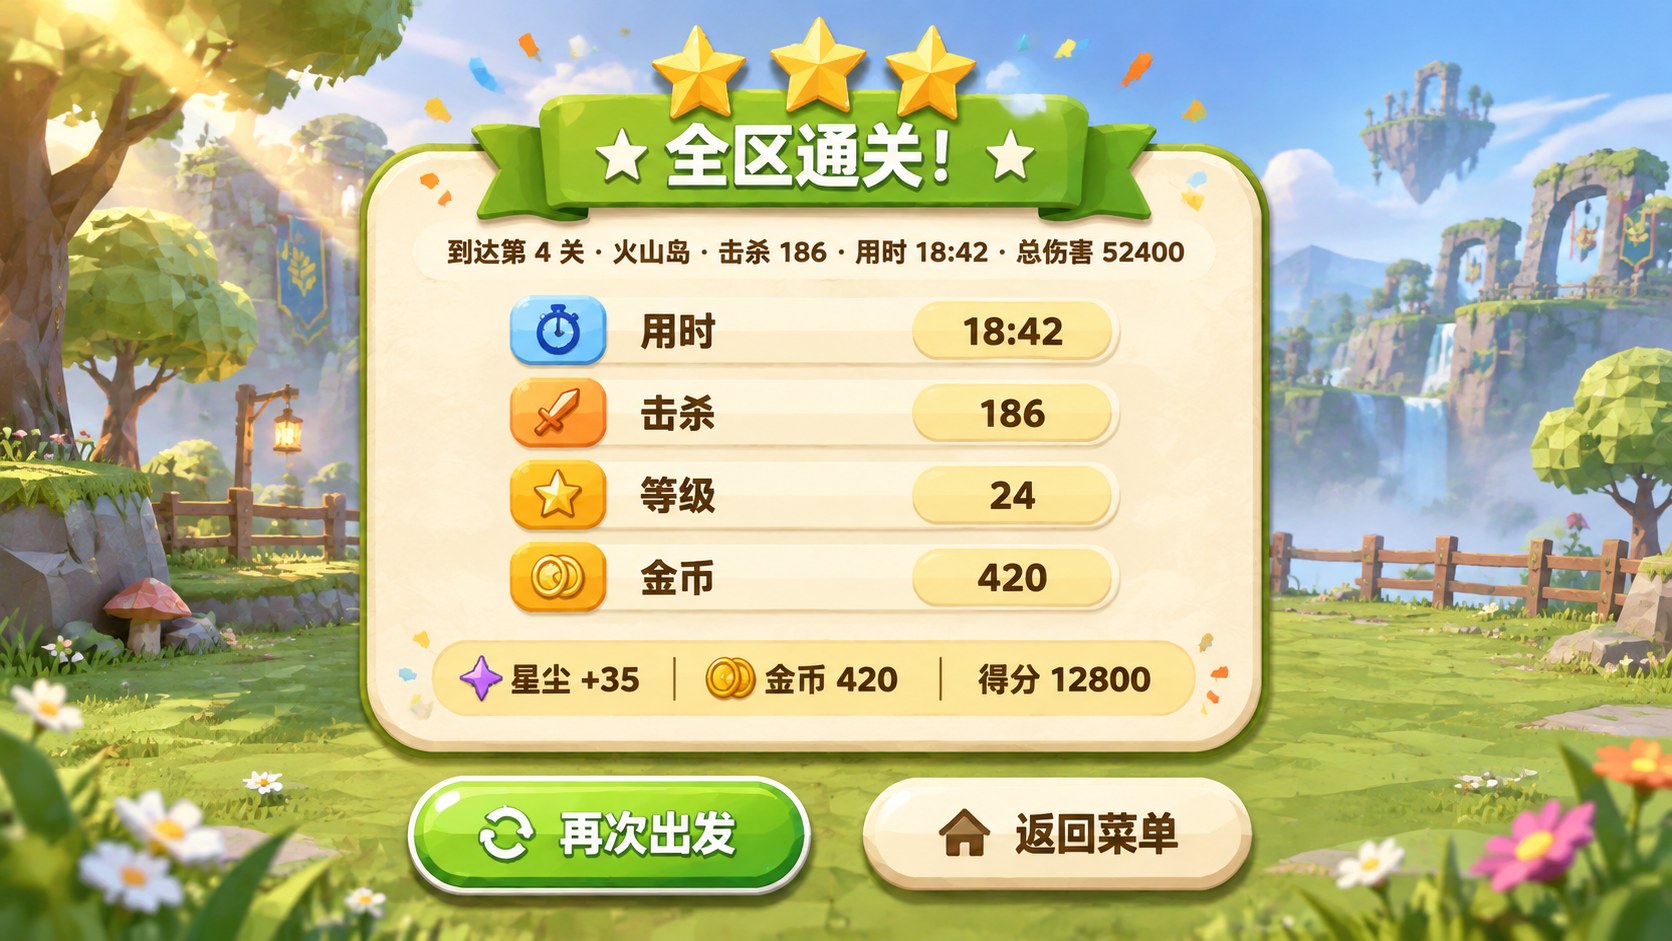 全区通关！
到达第 4 关 · 火山岛 · 击杀 186 · 用时 18:42 · 总伤害 52400
用时 18:42
击杀 186
等级 24
金币 420
星尘 +35 金币 420 得分 12800
再次出发 返回菜单